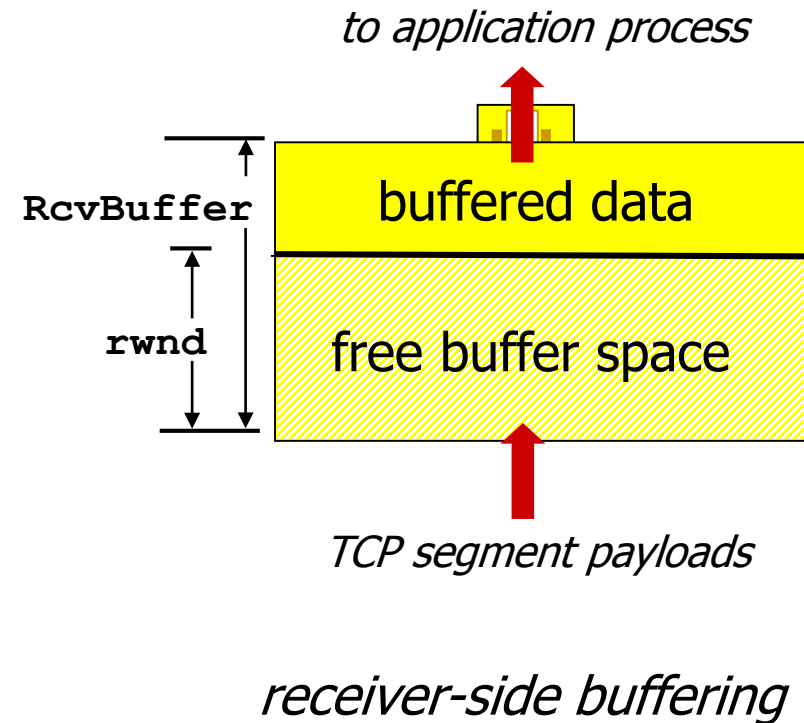 to application process
RcvBuffer
buffered data
rwnd
free buffer space
TCP segment payloads
receiver-side buffering